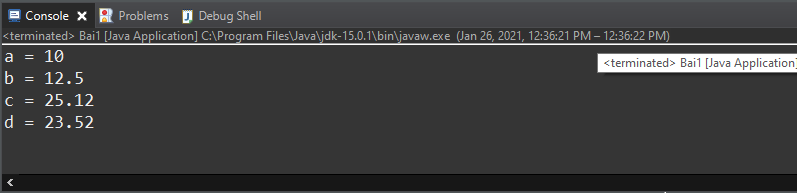 Console Problems Debug Shell
<terminated> Bai1 [Java Application] C:\Program Files\Java\jdk-15.0.1\bin\javaw.exe (Jan 26, 2021, 12:36:21 PM – 12:36:22 PM)
<terminated> Bai1 [Java Application]
a = 10
b = 12.5
c = 25.12
d = 23.52